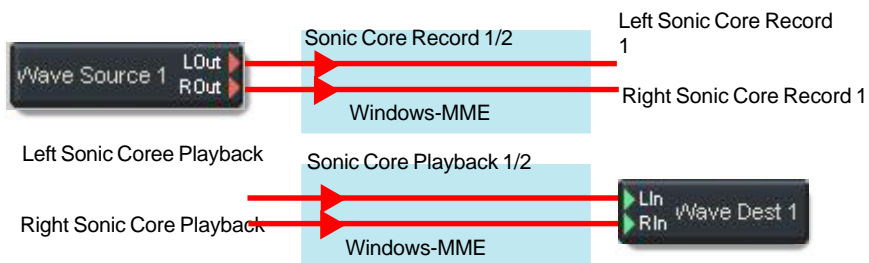 Sonic Core Record 1/2
Left Sonic Core Record
1
Wave Source 1
LOut
ROut
Right Sonic Core Record 1
Windows-MME
Left Sonic Coree Playback
Sonic Core Playback 1/2
LIn
RIn
Wave Dest 1
Right Sonic Core Playback
Windows-MME